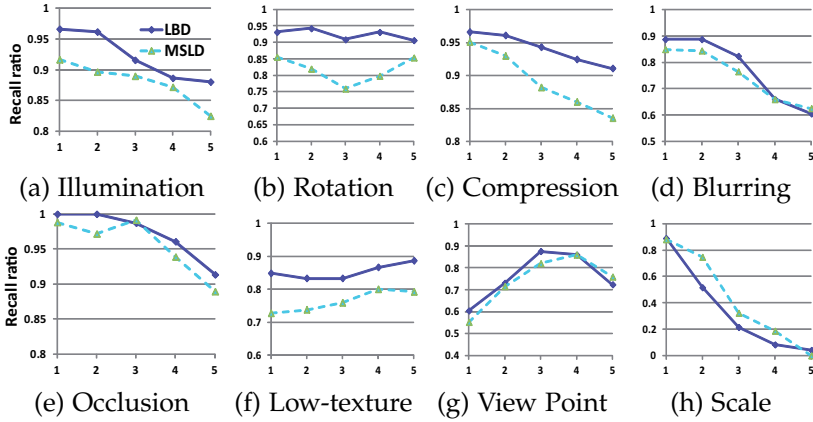 Recall ratio
1
0.95
0.9
0.85
0.8
LBD
MSLD
1 2 3 4 5
(a) Illumination
1
0.95
0.9
0.85
0.8
0.75
0.7
0.65
0.6
1 2 3 4 5
(b) Rotation
1
0.95
0.9
0.85
0.8
1 2 3 4 5
(c) Compression
1
0.9
0.8
0.7
0.6
0.5
1 2 3 4 5
(d) Blurring
Recall ratio
1
0.95
0.9
0.85
0.8
1 2 3 4 5
(e) Occlusion
1
0.9
0.8
0.7
0.6
1 2 3 4 5
(f) Low-texture
1
0.9
0.8
0.7
0.6
0.5
0.4
1 2 3 4 5
(g) View Point
1
0.8
0.6
0.4
0.2
0
1 2 3 4 5
(h) Scale